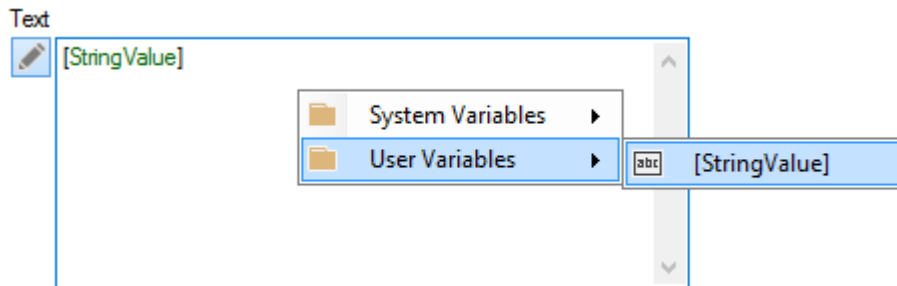 Text
[StringValue]
System Variables
User Variables
abc
[StringValue]